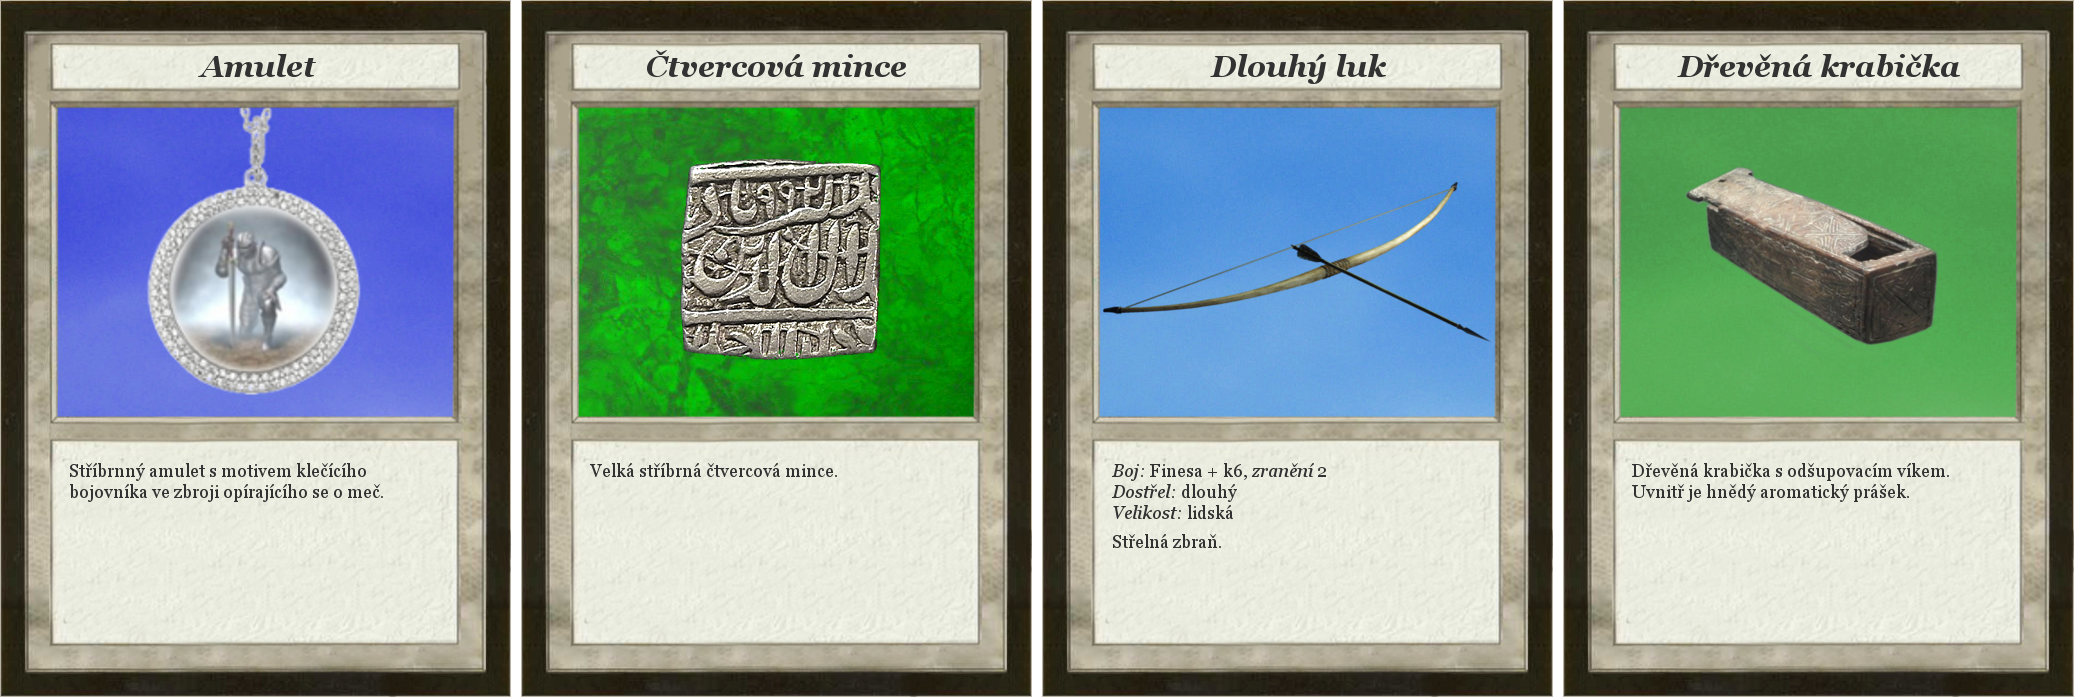 Amulet
Stříbrnný amulet s motivem klečícího
bojovníka ve zbroji opírajícího se o meč.
Čtvercová mince
Velká stříbrná čtvercová mince.
Dlouhý luk
Boj: Finesa + k6, zranění 2
Dostřel: dlouhý
Velikost: lidská
Střelná zbraň.
Dřevěná krabička
Dřevěná krabička s odšupovacím víkem.
Uvnitř je hnědý aromatický prášek.